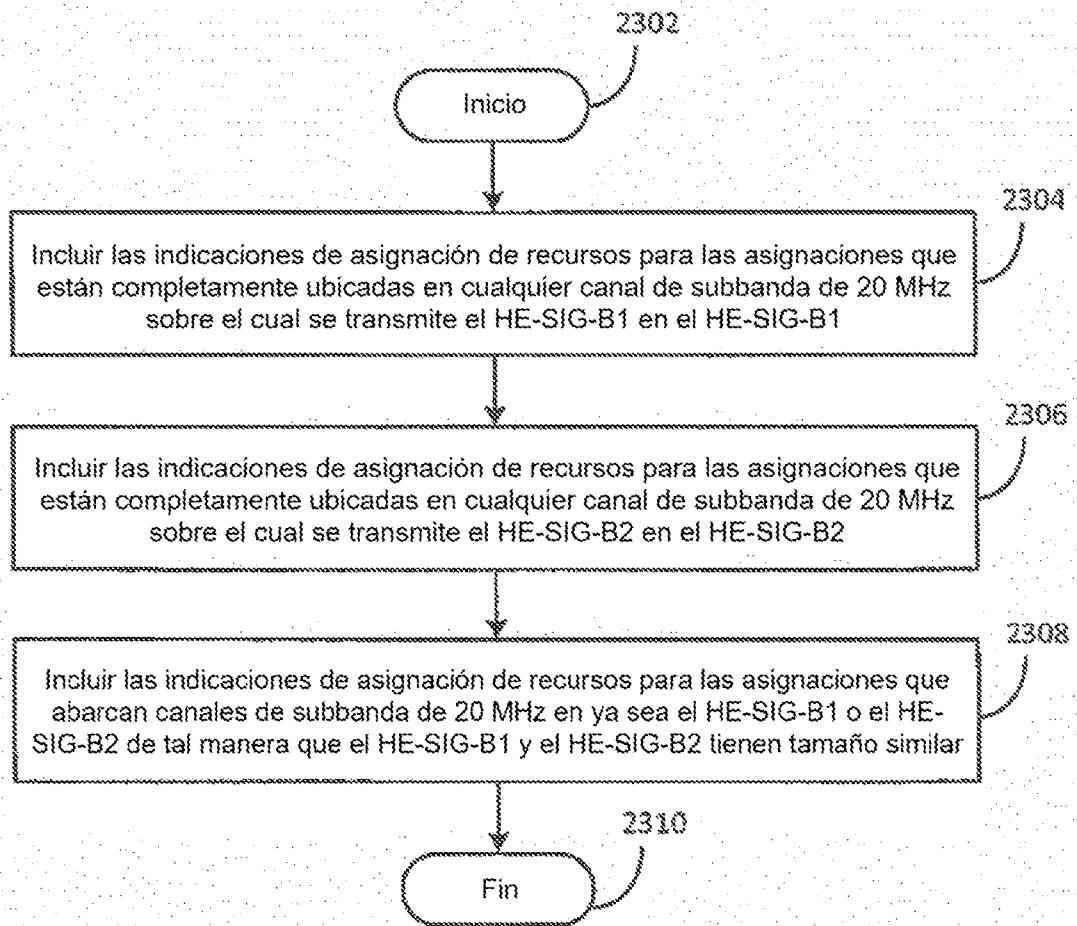 2302
Inicio
2304
Incluir las indicaciones de asignación de recursos para las asignaciones que
están completamente ubicadas en cualquier canal de subbanda de 20 MHz
sobre el cual se transmite el HE-SIG-B1 en el HE-SIG-B1
2306
Incluir las indicaciones de asignación de recursos para las asignaciones que
están completamente ubicadas en cualquier canal de subbanda de 20 MHz
sobre el cual se transmite el HE-SIG-B2 en el HE-SIG-B2
2308
Incluir las indicaciones de asignación de recursos para las asignaciones que
abarcan canales de subbanda de 20 MHz en ya sea el HE-SIG-B1 o el HE-
SIG-B2 de tal manera que el HE-SIG-B1 y el HE-SIG-B2 tienen tamaño similar
2310
Fin